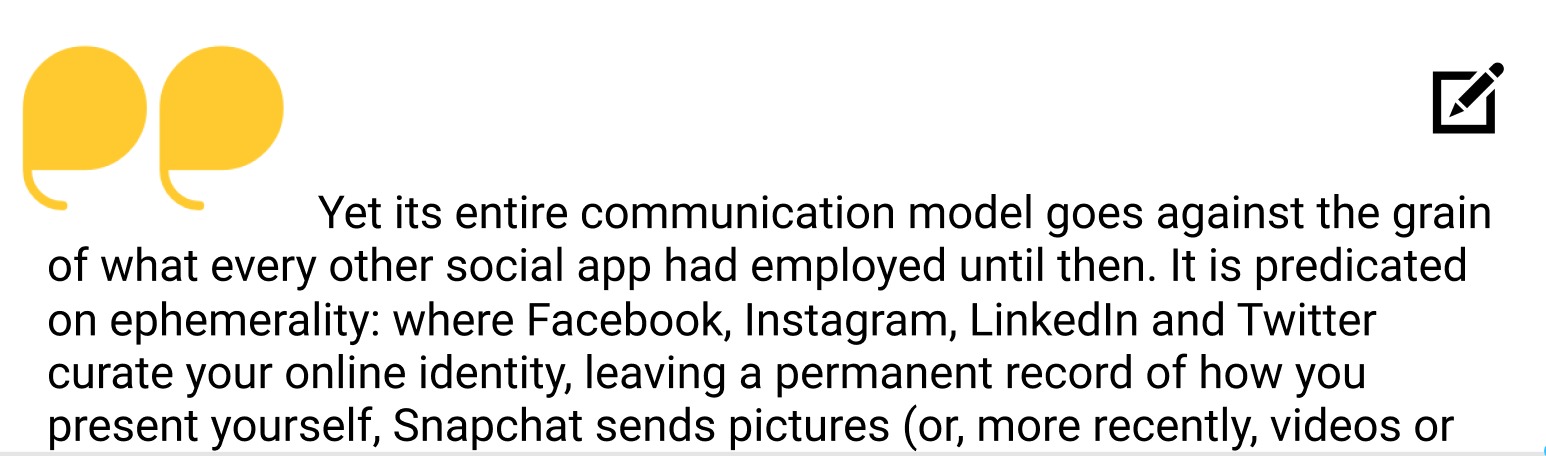 Yet its entire communication model goes against the grain
of what every other social app had employed until then. It is predicated
on ephemerality: where Facebook, Instagram, LinkedIn and Twitter
curate your online identity, leaving a permanent record of how you
present yourself, Snapchat sends pictures (or, more recently, videos or